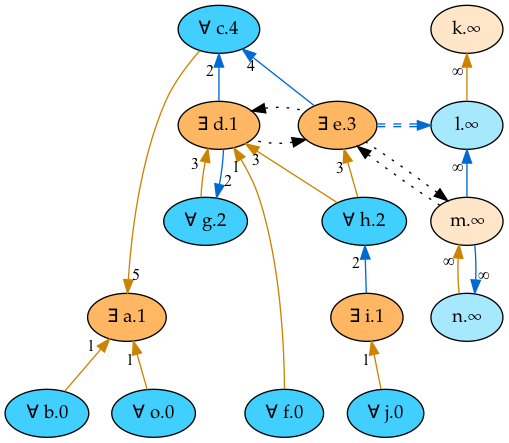 ∀ c.4
k.∞
2
4
∞
∃ d.1
∃ e.3
l.∞
3
2
1
3
3
∞
∀ g.2
∀ h.2
m.∞
5
2
∞
∞
∃ a.1
∃ i.1
n.∞
1
1
1
∀ b.0
∀ o.0
∀ f.0
∀ j.0